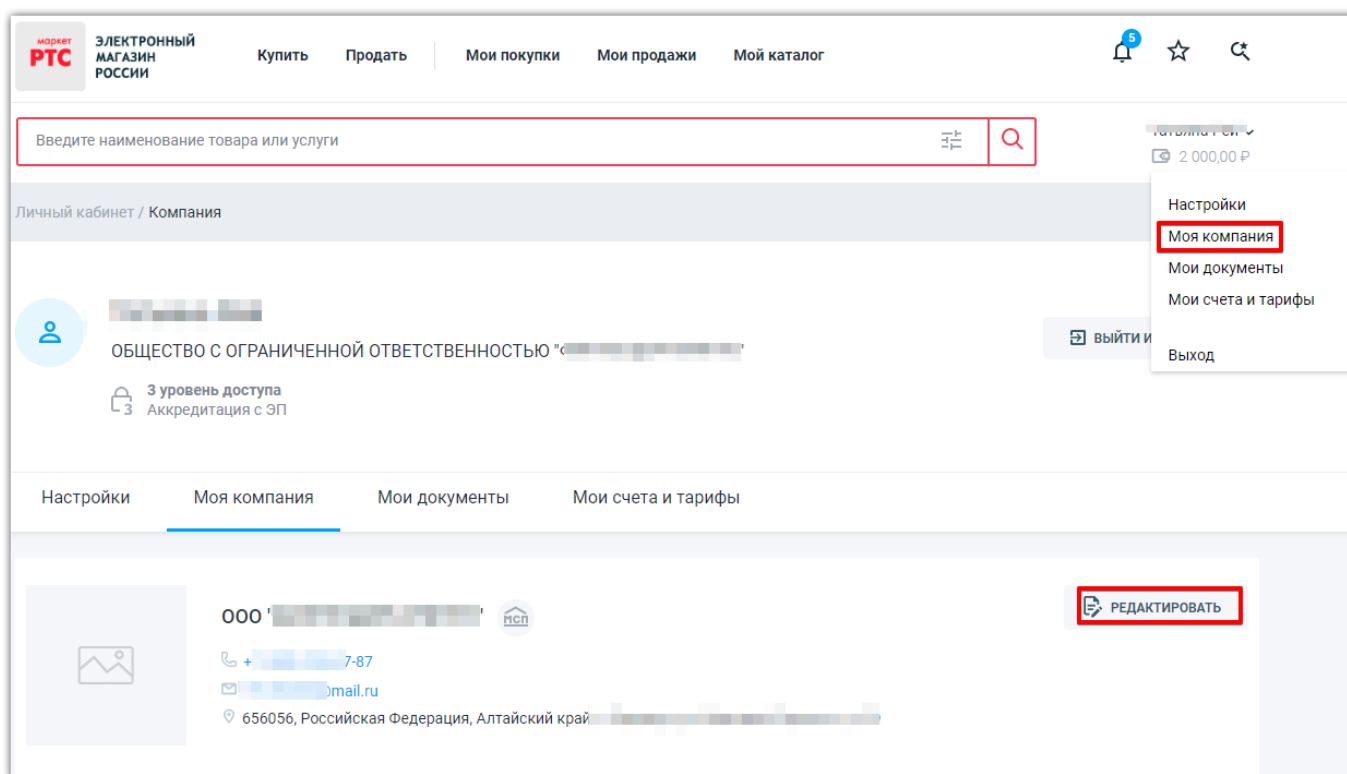 маркет
РТС
ЭЛЕКТРОННЫЙ
МАГАЗИН
РОССИИ
Купить Продать Мои покупки Мои продажи Мой каталог
5
Введите наименование товара или услуги
2 000,00 ₽
Личный кабинет / Компания
Настройки
Моя компания
Мои документы
Мои счета и тарифы
Выход
ОБЩЕСТВО С ОГРАНИЧЕННОЙ ОТВЕТСТВЕННОСТЬЮ "
ВЫЙТИ И
3
3 уровень доступа
Аккредитация с ЭП
Настройки Моя компания Мои документы Мои счета и тарифы
ООО ' ' МСП
РЕДАКТИРОВАТЬ
+ 7-87
@mail.ru
656056, Российская Федерация, Алтайский край